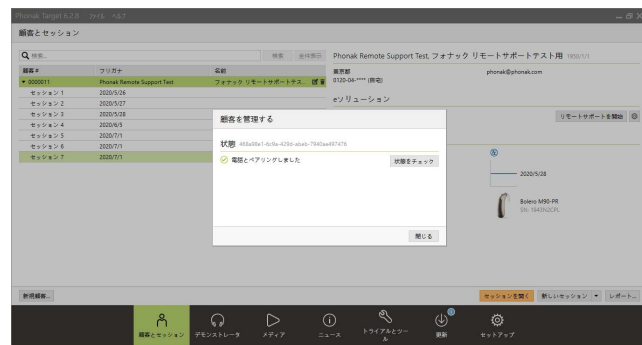 Phonak Target 6.2.8 ファイル ヘルプ
顧客とセッション
検索... 検索 全件表示
顧客 # フリガナ 名前
0000011 Phonak Remote Support Test フォナック リモートサポートテス...
セッション 1 2020/5/26
セッション 2 2020/5/27
セッション 3 2020/5/28
セッション 4 2020/6/5
セッション 5 2020/7/1
セッション 6 2020/7/1
セッション 7 2020/7/1
Phonak Remote Support Test, フォナック リモートサポートテスト用 1950/1/1
東京都 phonak@phonak.com
0120-04-**** (自宅)
eソリューション
リモートサポートを開始
2020/5/28
Bolero M90-PR
SN: 1943N2CPL
顧客を管理する
状態 468a98e1-6c9a-429d-abeb-7940ae497476
電話とペアリングしました 状態をチェック
閉じる
新規顧客... セッションを開く 新しいセッション レポート...
顧客とセッション デモンストレータ メディア ニュース トライアルとツール 更新 セットアップ